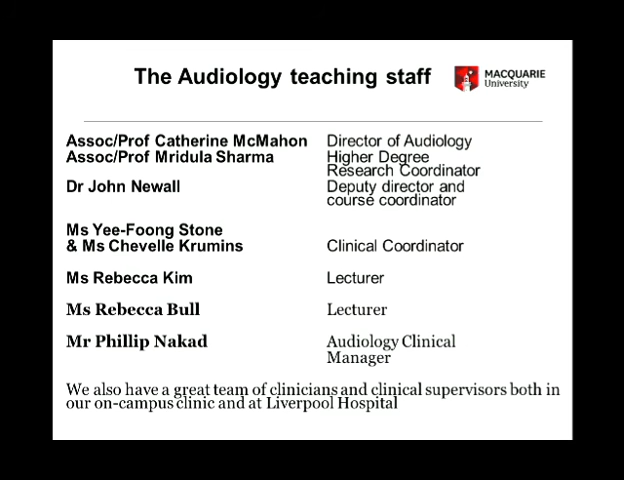 The Audiology teaching staff
MACQUARIE
University
Assoc/Prof Catherine McMahon Director of Audiology
Assoc/Prof Mridula Sharma Higher Degree
Research Coordinator
Dr John Newall Deputy director and
course coordinator
Ms Yee-Foong Stone
& Ms Chevelle Krumins Clinical Coordinator
Ms Rebecca Kim Lecturer
Ms Rebecca Bull Lecturer
Mr Phillip Nakad Audiology Clinical
Manager
We also have a great team of clinicians and clinical supervisors both in
our on-campus clinic and at Liverpool Hospital